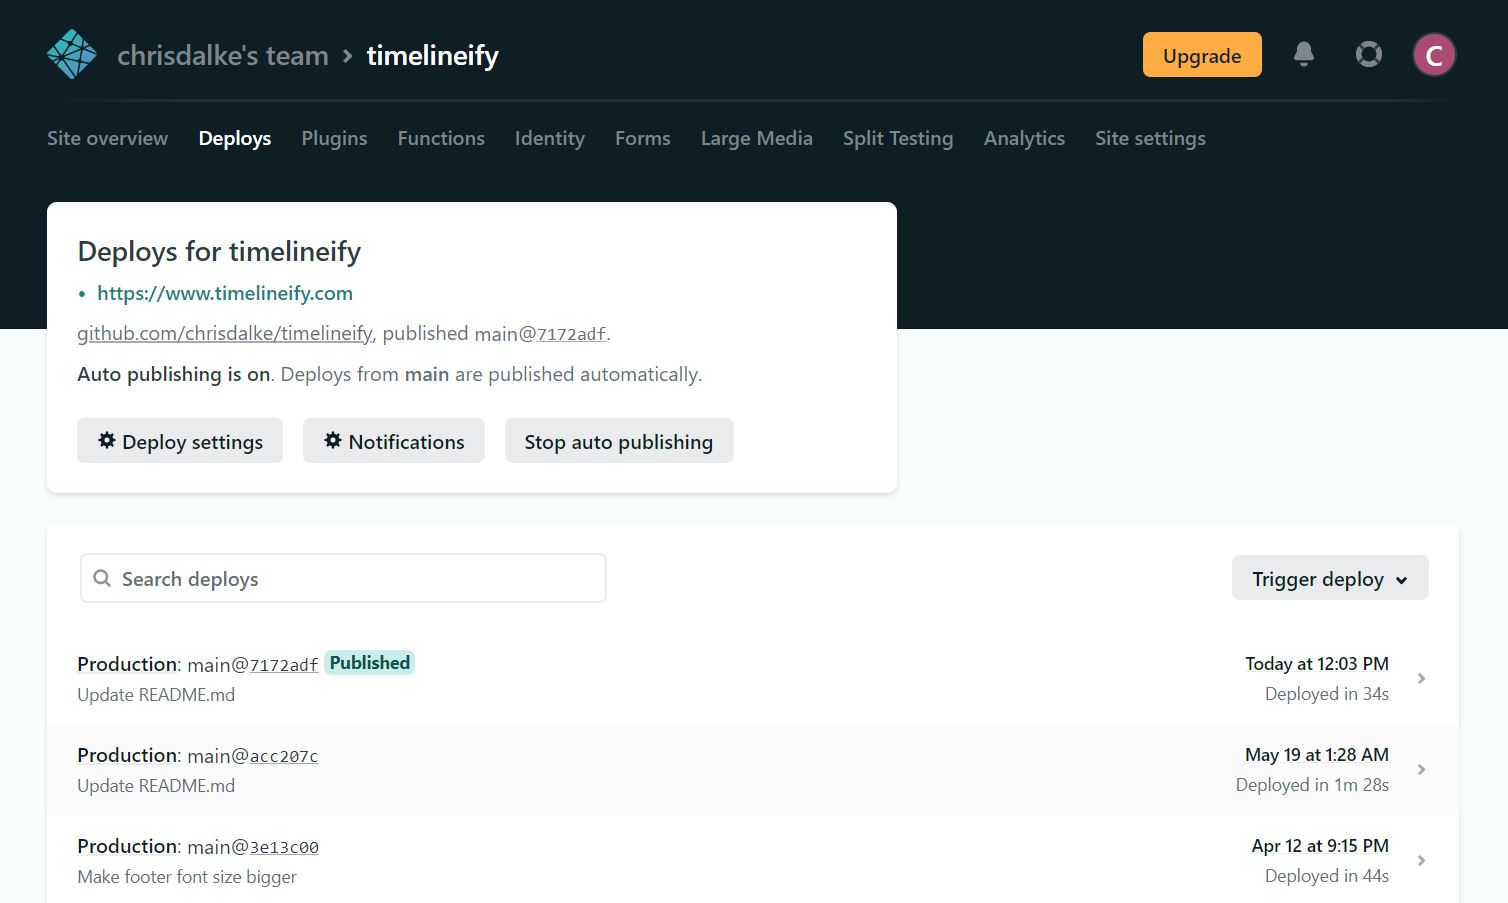 chrisdalke's team > timelineify
Upgrade
C
Site overview Deploys Plugins Functions Identity Forms Large Media Split Testing Analytics Site settings
Deploys for timelineify
• https://www.timelineify.com
github.com/chrisdalke/timelineify, published main@7172adf.
Auto publishing is on. Deploys from main are published automatically.
Deploy settings Notifications Stop auto publishing
Search deploys Trigger deploy
Production: main@7172adf Published Today at 12:03 PM
Update README.md Deployed in 34s
Production: main@acc207c May 19 at 1:28 AM
Update README.md Deployed in 1m 28s
Production: main@3e13c00 Apr 12 at 9:15 PM
Make footer font size bigger Deployed in 44s